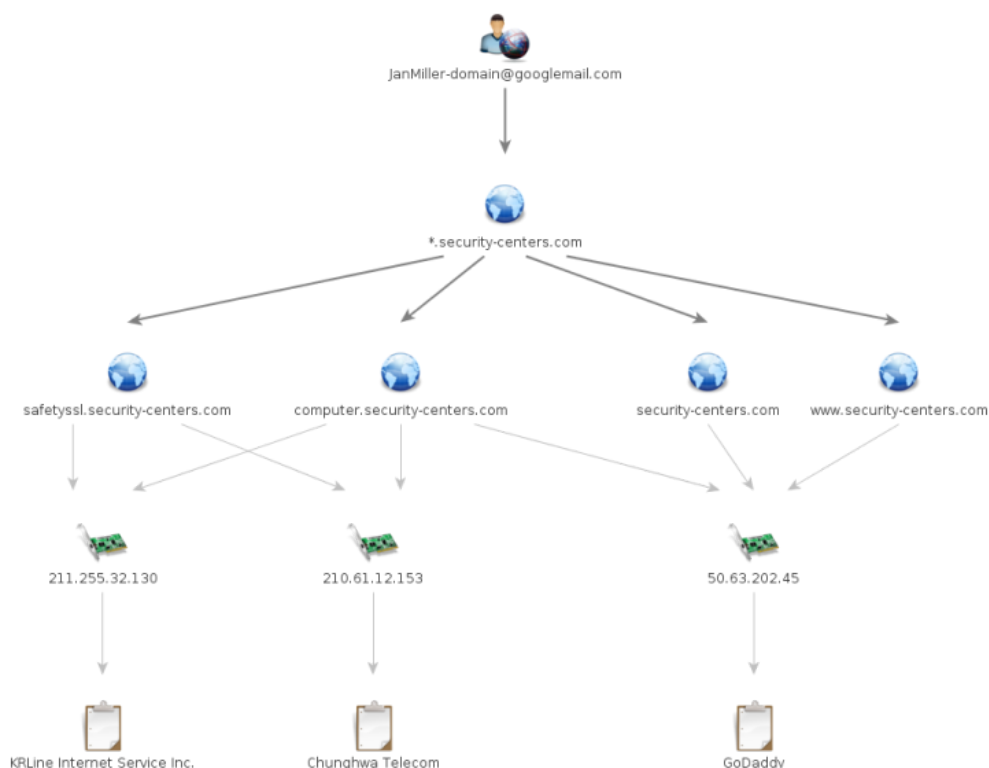 JanMiller-domain@googlemail.com
*.security-centers.com
safetyssl.security-centers.com
computer.security-centers.com
security-centers.com
www.security-centers.com
211.255.32.130
210.61.12.153
50.63.202.45
KRLine Internet Service Inc.
Chunghwa Telecom
GoDaddy